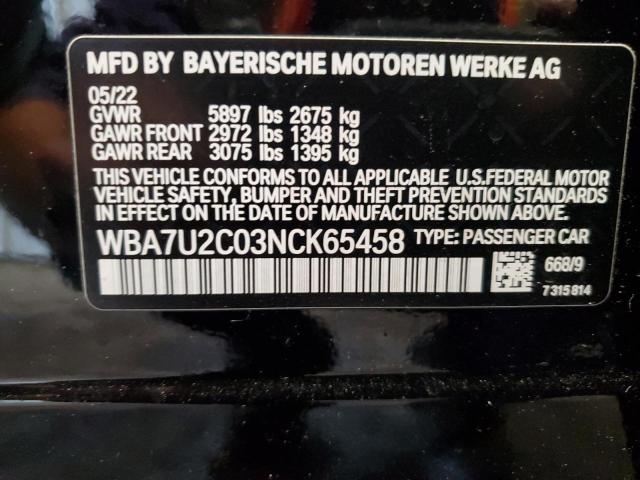 MFD BY BAYERISCHE MOTOREN WERKE AG
05/22
GVWR 5897 lbs 2675 kg
GAWR FRONT 2972 lbs 1348 kg
GAWR REAR 3075 lbs 1395 kg
THIS VEHICLE CONFORMS TO ALL APPLICABLE U.S.FEDERAL MOTOR
VEHICLE SAFETY, BUMPER AND THEFT PREVENTION STANDARDS
IN EFFECT ON THE DATE OF MANUFACTURE SHOWN ABOVE.
WBA7U2C03NCK65458 TYPE: PASSENGER CAR
668/9
7315814